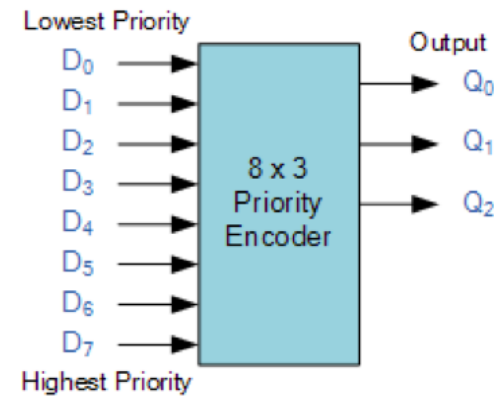 Lowest Priority
Output
D₀
D₁
D₂
D₃
D₄
D₅
D₆
D₇
8 x 3
Priority
Encoder
Q₀
Q₁
Q₂
Highest Priority